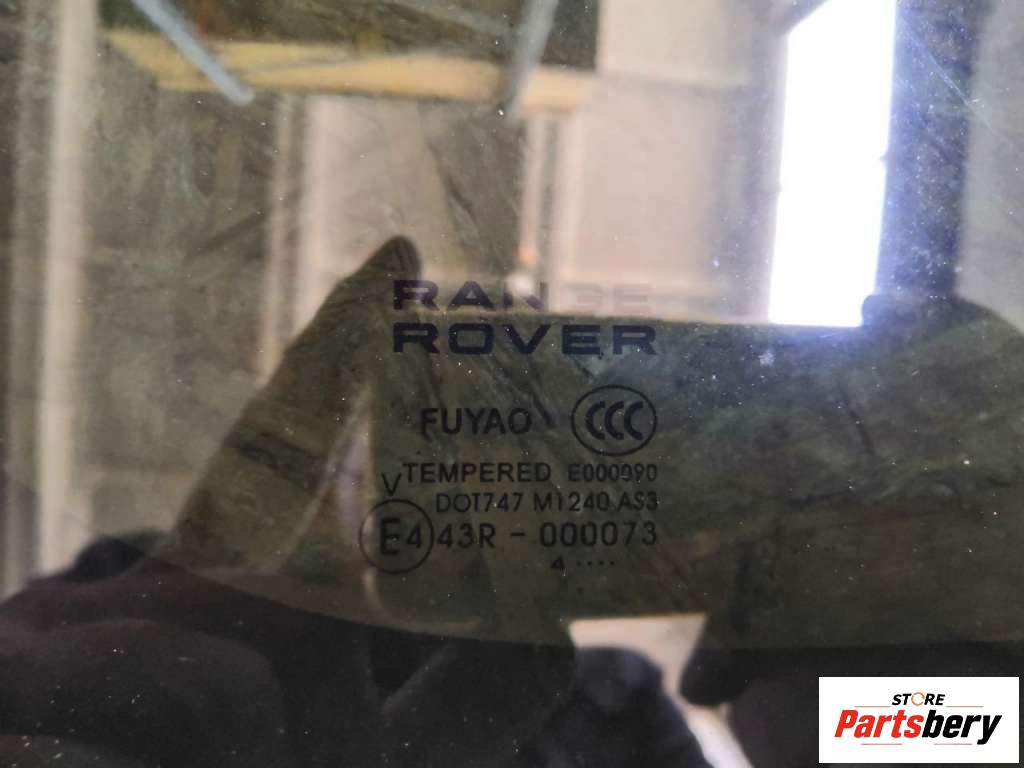 RANGE
ROVER
FUYAO CCC
TEMPERED E000090
V
DOT747 M1240 AS3
E4 43R - 000073
4 ....
STORE
Partsbery